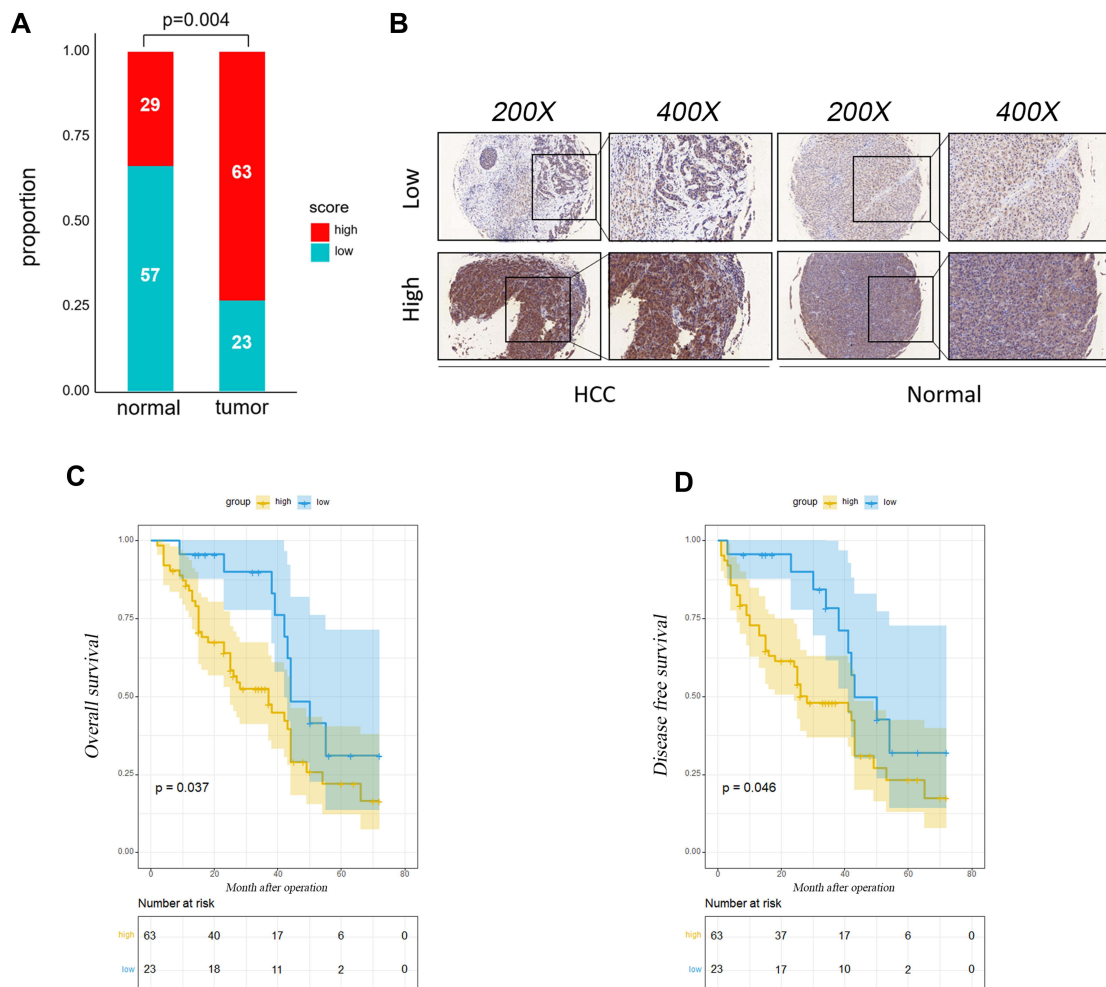 A
p=0.004
1.00
0.75
0.50
0.25
0.00
proportion
29
63
57
23
normal tumor
score
high
low
B
200X 400X 200X 400X
Low
High
HCC Normal
C
group high low
1.00
0.75
0.50
0.25
0.00
Overall survival
p = 0.037
0 20 40 60 80
Month after operation
Number at risk
high 63 40 17 6 0
low 23 18 11 2 0
D
group high low
1.00
0.75
0.50
0.25
0.00
Disease free survival
p = 0.046
0 20 40 60 80
Month after operation
Number at risk
high 63 37 17 6 0
low 23 17 10 2 0